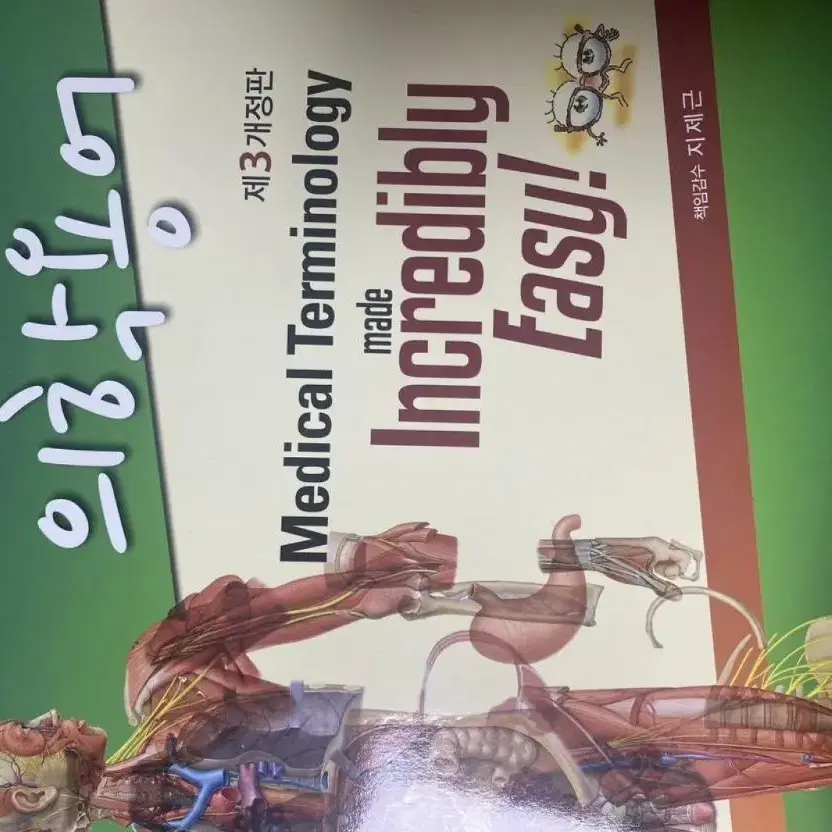 의학용어
제3개정판
Medical Terminology
made
Incredibly
Easy!
책임감수 지제근